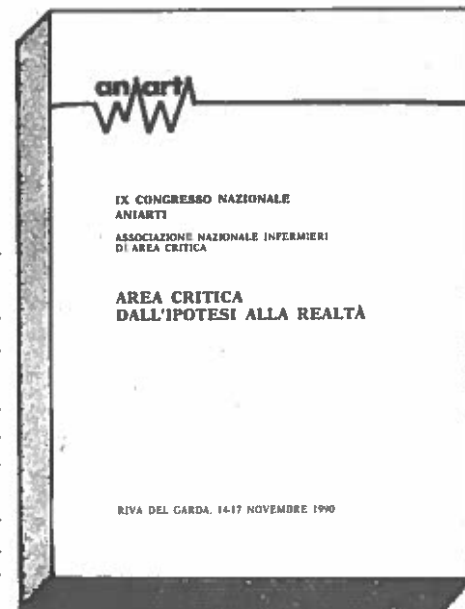 aniarti
IX CONGRESSO NAZIONALE
ANIARTI
ASSOCIAZIONE NAZIONALE INFERMIERI
DI AREA CRITICA
AREA CRITICA
DALL'IPOTESI ALLA REALTÀ
RIVA DEL GARDA, 14-17 NOVEMBRE 1990